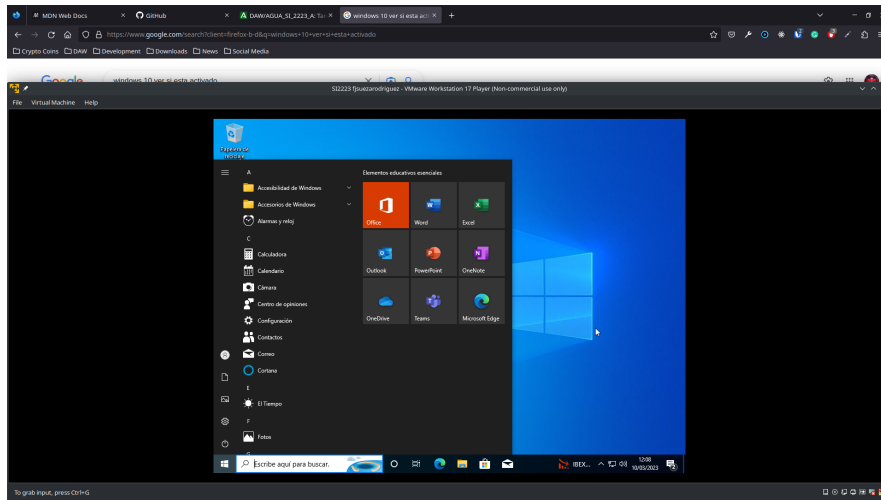 MDN Web Docs
GitHub
DAW/AGUA_SI_2223_A: Tar
windows 10 ver si esta acti
https://www.google.com/search?client=firefox-b-d&q=windows+10+ver+si+esta+activado
Crypto Coins DAW Development Downloads News Social Media
Google
windows 10 ver si esta activado
SI2223 fjsuezarodriguez - VMware Workstation 17 Player (Non-commercial use only)
File Virtual Machine Help
Papelera de
reciclaje
A
Accesibilidad de Windows
Accesorios de Windows
Alarmas y reloj
C
Calculadora
Calendario
Cámara
Centro de opiniones
Configuración
Contactos
Correo
Cortana
E
El Tiempo
F
Fotos
Elementos educativos esenciales
Office Word Excel
Outlook PowerPoint OneNote
OneDrive Teams Microsoft Edge
Escribe aquí para buscar.
IBEX...
12:08
10/03/2023
To grab input, press Ctrl+G